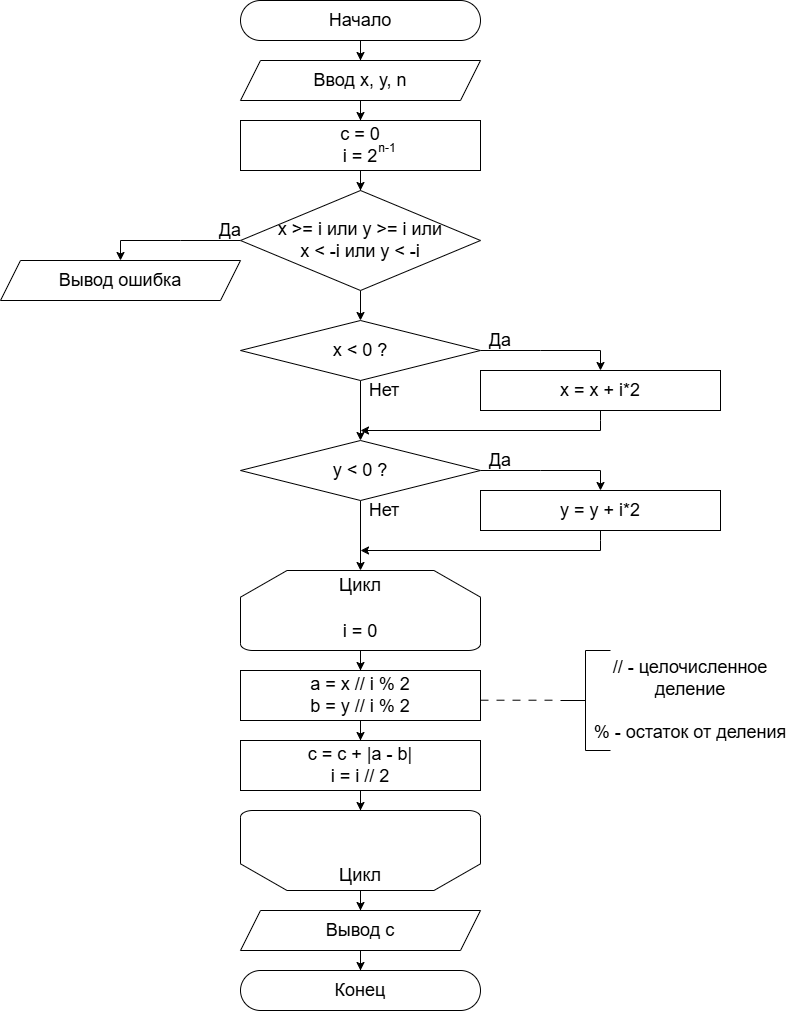 Начало
Ввод x, y, n
c = 0
i = 2ⁿ⁻¹
Да
x >= i или y >= i или
x < -i или y < -i
Вывод ошибка
x < 0 ?
Да
Нет
x = x + i*2
y < 0 ?
Да
Нет
y = y + i*2
Цикл
i = 0
a = x // i % 2
b = y // i % 2
// - целочисленное
деление
% - остаток от деления
c = c + |a - b|
i = i // 2
Цикл
Вывод c
Конец